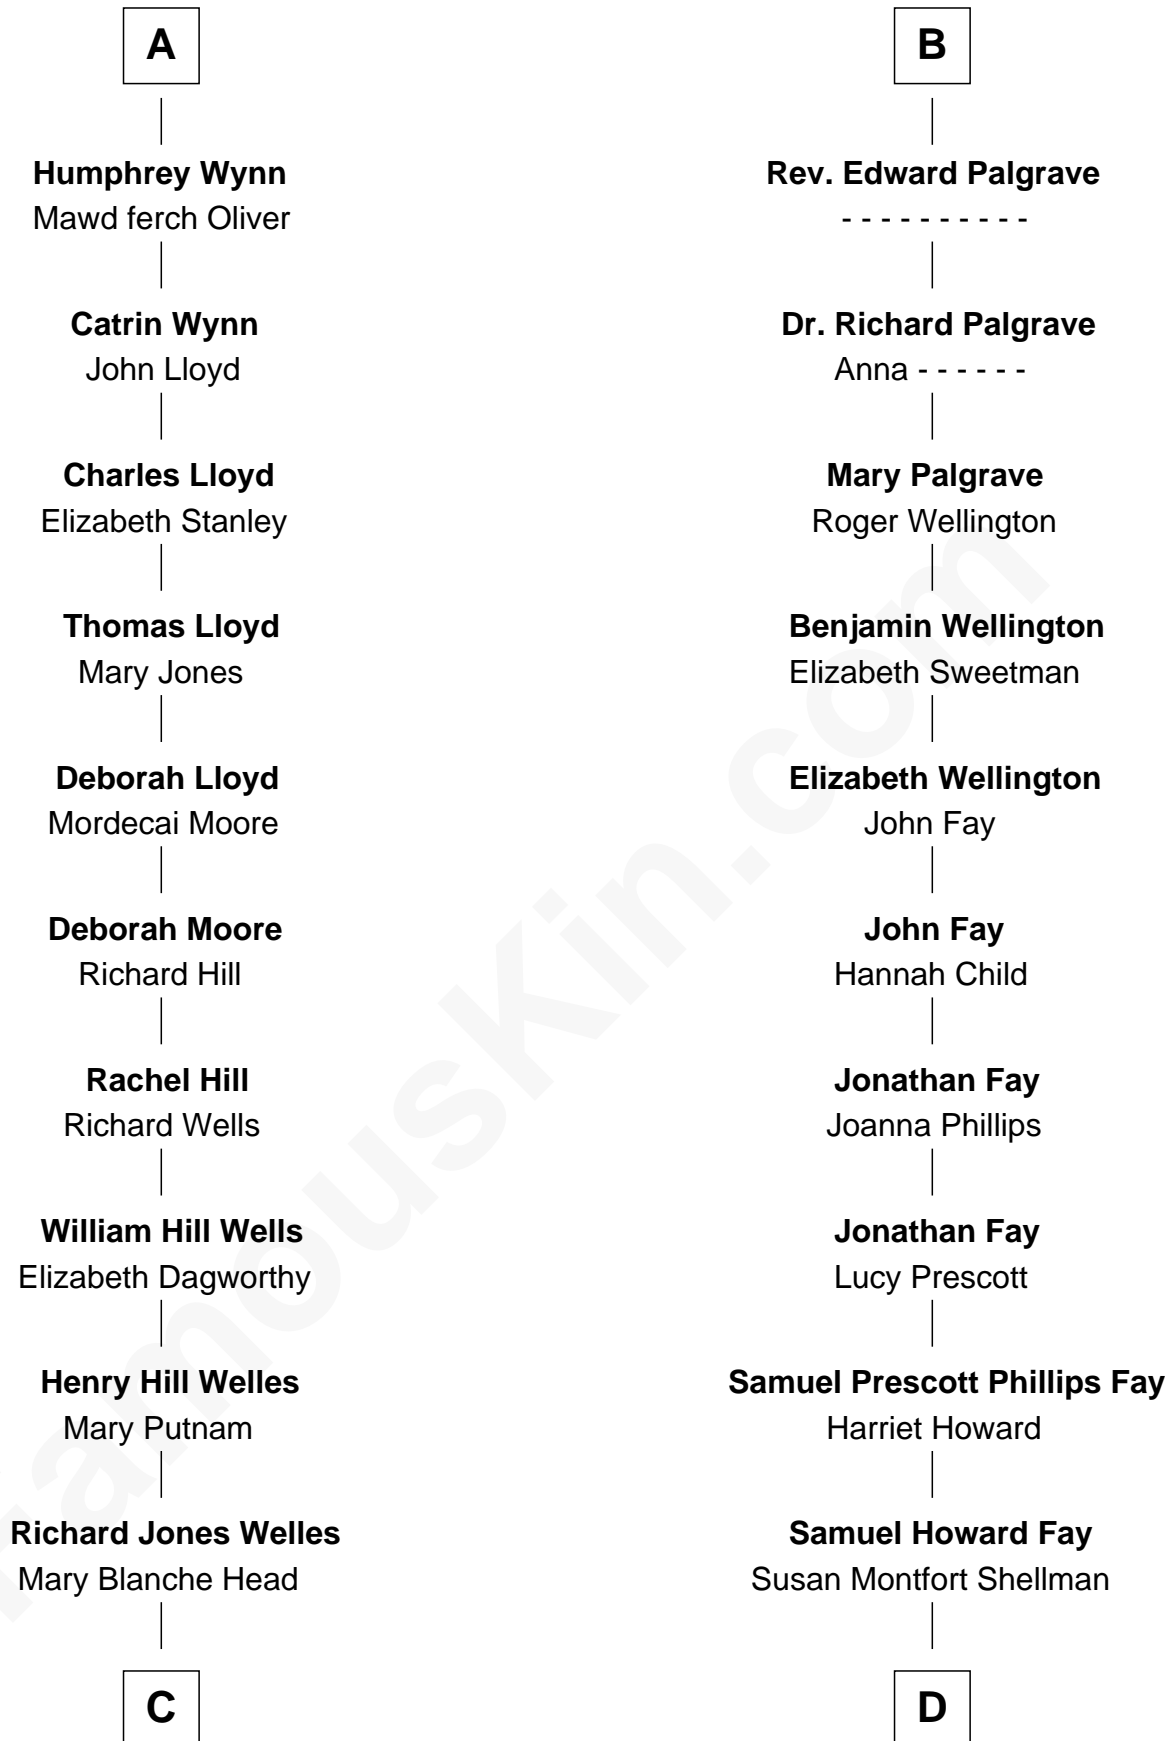 A
Humphrey Wynn
Mawd ferch Oliver
Catrin Wynn
John Lloyd
Charles Lloyd
Elizabeth Stanley
Thomas Lloyd
Mary Jones
Deborah Lloyd
Mordecai Moore
Deborah Moore
Richard Hill
Rachel Hill
Richard Wells
William Hill Wells
Elizabeth Dagworthy
Henry Hill Welles
Mary Putnam
Richard Jones Welles
Mary Blanche Head
C
B
Rev. Edward Palgrave
- - - - - - - - - -
Dr. Richard Palgrave
Anna - - - - - -
Mary Palgrave
Roger Wellington
Benjamin Wellington
Elizabeth Sweetman
Elizabeth Wellington
John Fay
John Fay
Hannah Child
Jonathan Fay
Joanna Phillips
Jonathan Fay
Lucy Prescott
Samuel Prescott Phillips Fay
Harriet Howard
Samuel Howard Fay
Susan Montfort Shellman
D
famouskin.com